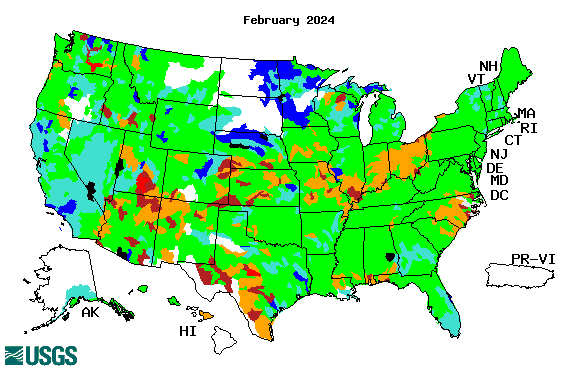 February 2024
NH
VT
MA
RI
CT
NJ
DE
MD
DC
PR-VI
AK
HI
USGS